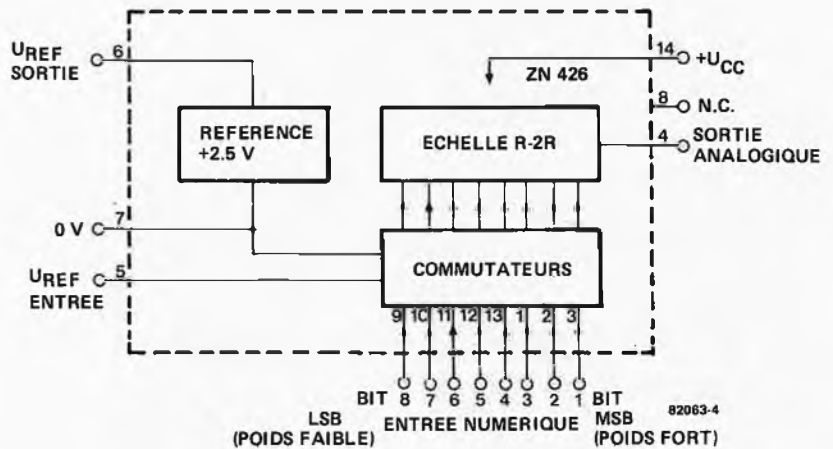 UREF
SORTIE
6
14
+UCC
ZN 426
8
N.C.
REFERENCE
+2.5 V
ECHELLE R-2R
4
SORTIE
ANALOGIQUE
0 V
7
UREF
ENTREE
5
COMMUTATEURS
9 10 11 12 13 1 2 3
BIT 8 7 6 5 4 3 2 1 BIT
LSB
(POIDS FAIBLE)
ENTREE NUMERIQUE
MSB
(POIDS FORT)
82063-4